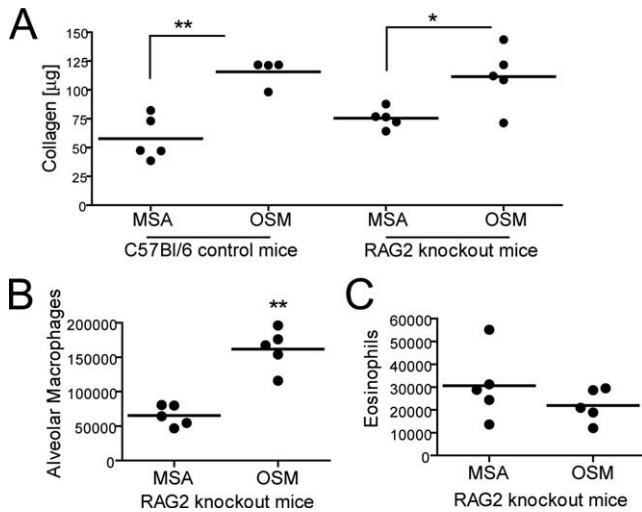 A
**
*
Collagen [µg]
150
125
100
75
50
25
0
MSA
OSM
MSA
OSM
C57Bl/6 control mice
RAG2 knockout mice
B
Alveolar Macrophages
200000
150000
100000
50000
0
**
MSA
OSM
RAG2 knockout mice
C
Eosinophils
60000
50000
40000
30000
20000
10000
0
MSA
OSM
RAG2 knockout mice